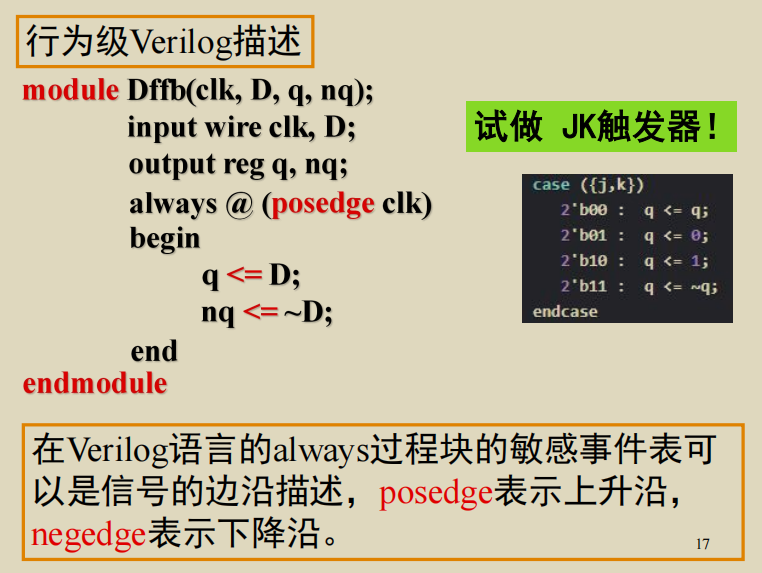 行为级Verilog描述
module Dffb(clk, D, q, nq);
input wire clk, D;
output reg q, nq;
always @ (posedge clk)
begin
q <= D;
nq <= ~D;
end
endmodule
试做 JK触发器！
case ({j,k})
2'b00 : q <= q;
2'b01 : q <= 0;
2'b10 : q <= 1;
2'b11 : q <= ~q;
endcase
在Verilog语言的always过程块的敏感事件表可
以是信号的边沿描述，posedge表示上升沿，
negedge表示下降沿。
17